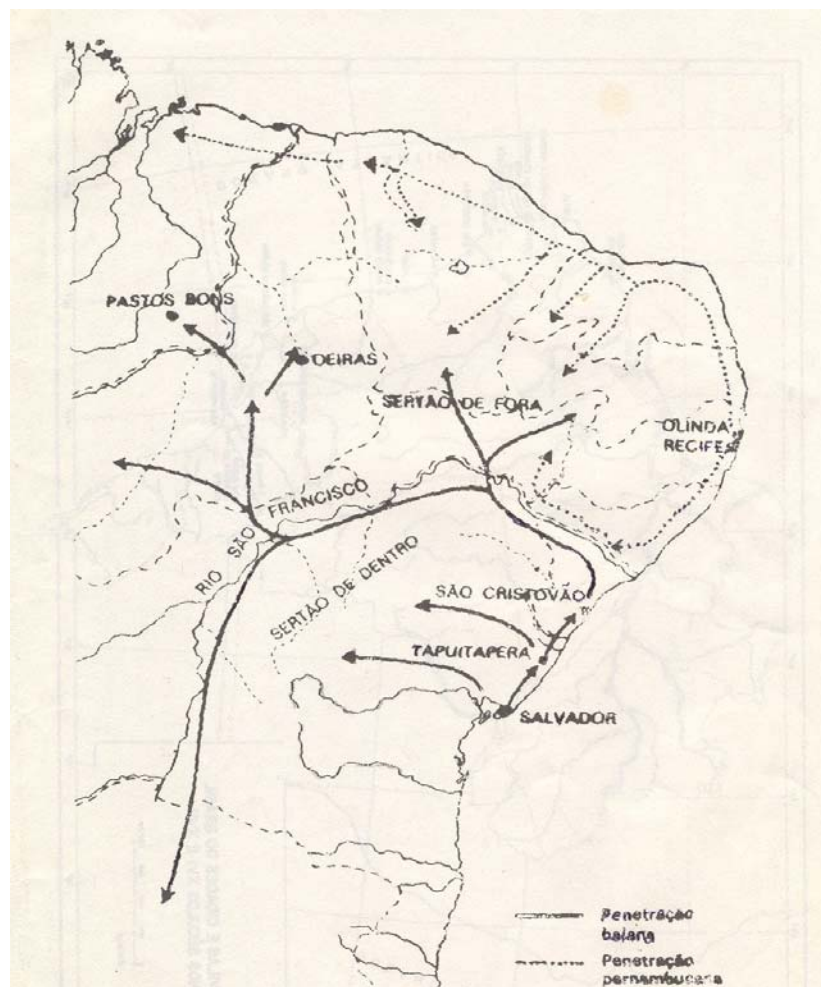 PASTOS BONS
OEIRAS
SERTÃO DE FORA
OLINDA
RECIFES
RIO SÃO FRANCISCO
SERTÃO DE DENTRO
SÃO CRISTOVÃO
TAPUITAPERA
SALVADOR
Penetração
baiana
Penetração
pernambucana